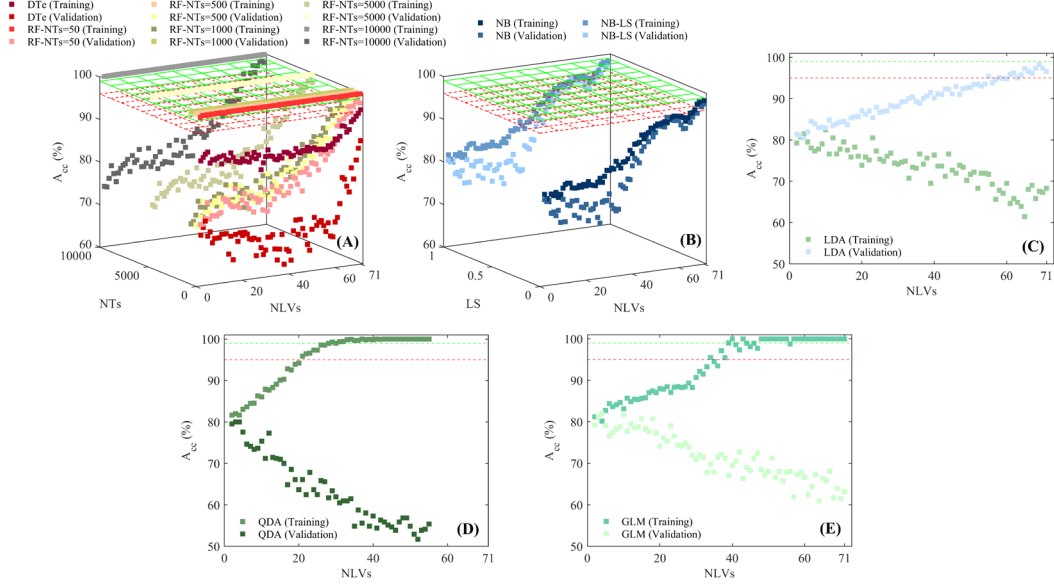 DTe (Training)
DTe (Validation)
RF-NTs=50 (Training)
RF-NTs=50 (Validation)
RF-NTs=500 (Training)
RF-NTs=500 (Validation)
RF-NTs=1000 (Training)
RF-NTs=1000 (Validation)
RF-NTs=5000 (Training)
RF-NTs=5000 (Validation)
RF-NTs=10000 (Training)
RF-NTs=10000 (Validation)
100
90
80
70
60
Acc (%)
10000
5000
0
NTs
0
20
40
60
71
NLVs
(A)
NB (Training)
NB (Validation)
NB-LS (Training)
NB-LS (Validation)
100
90
80
70
60
Acc (%)
1
0.5
0
LS
0
20
40
60
71
NLVs
(B)
100
90
80
70
60
50
Acc (%)
LDA (Training)
LDA (Validation)
0
20
40
60
71
NLVs
(C)
100
90
80
70
60
50
Acc (%)
QDA (Training)
QDA (Validation)
0
20
40
60
71
NLVs
(D)
100
90
80
70
60
50
Acc (%)
GLM (Training)
GLM (Validation)
0
20
40
60
71
NLVs
(E)